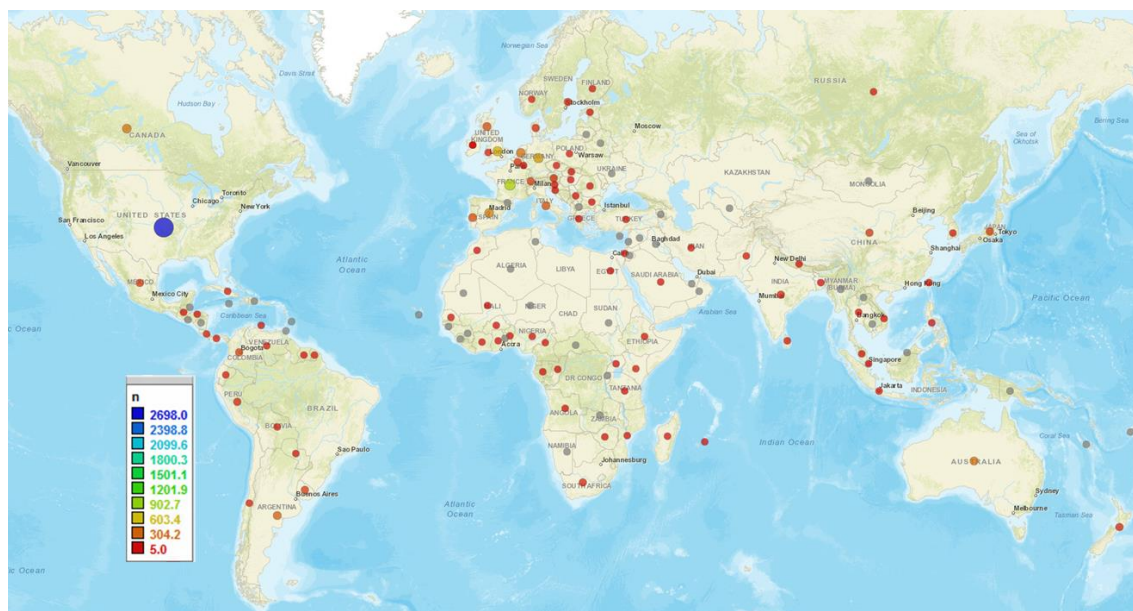 Norwegian Sea
Davis Strait
SWEDEN
FINLAND
RUSSIA
Hudson Bay
NORWAY
Stockholm
Bering Sea
CANADA
UNITED
KINGDOM
Moscow
Sea of
Okhotsk
London
GERMANY
POLAND
Warsaw
Vancouver
UKRAINE
KAZAKHSTAN
MONGOLIA
Toronto
Chicago
New York
FRANCE
Milan
UNITED STATES
Madrid
SPAIN
ITALY
Istanbul
Beijing
San Francisco
GREECE
TURKEY
JAPAN
Tokyo
Osaka
Los Angeles
Baghdad
IRAN
CHINA
Shanghai
Atlantic
Ocean
ALGERIA
LIBYA
EGYPT
New Delhi
MEXICO
SAUDI ARABIA
Dubai
INDIA
MYANMAR
(BURMA)
Hong Kong
Mexico City
Mumbai
Pacific Ocean
Caribbean Sea
MALI
NIGER
CHAD
SUDAN
Arabian Sea
Bangkok
VENEZUELA
NIGERIA
Accra
ETHIOPIA
Bogota
COLOMBIA
Singapore
DR CONGO
TANZANIA
Jakarta
INDONESIA
PERU
BRAZIL
ANGOLA
ZAMBIA
BOLIVIA
NAMIBIA
Indian Ocean
Coral Sea
Sao Paulo
Johannesburg
AUSTRALIA
SOUTH AFRICA
Buenos Aires
Sydney
ARGENTINA
Atlantic
Ocean
Melbourne
Tasman Sea
n
2698.0
2398.8
2099.6
1800.3
1501.1
1201.9
902.7
603.4
304.2
5.0